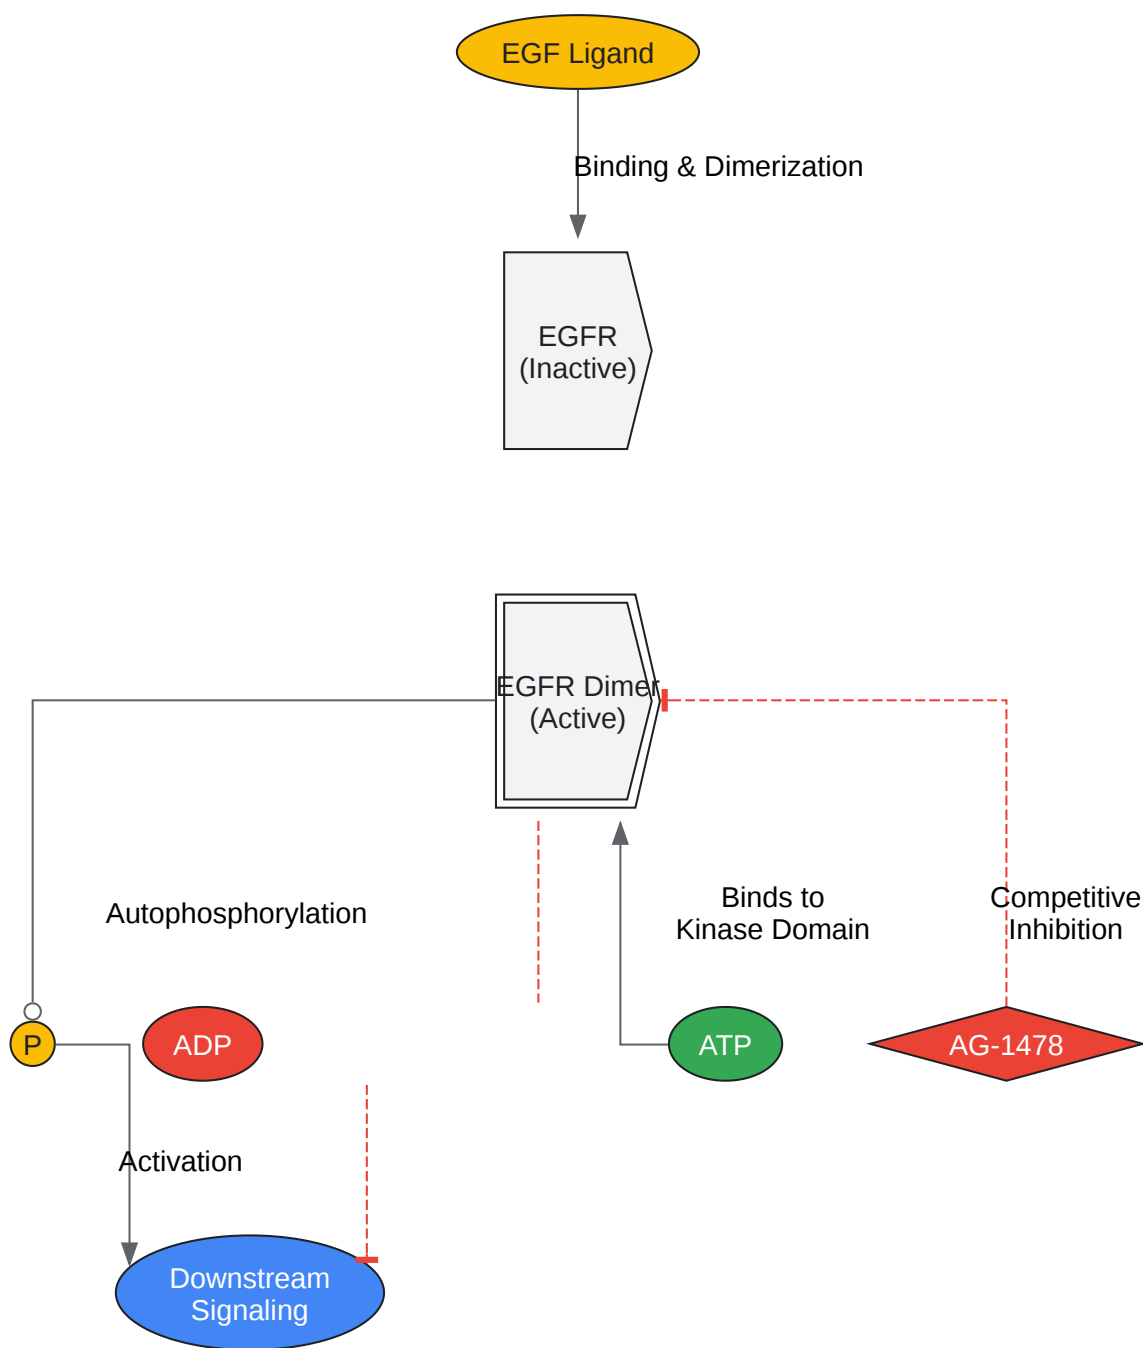 EGF Ligand
Binding & Dimerization
EGFR
(Inactive)
EGFR Dimer
(Active)
Autophosphorylation
Binds to
Kinase Domain
Competitive
Inhibition
P
ADP
ATP
AG-1478
Activation
Downstream
Signaling